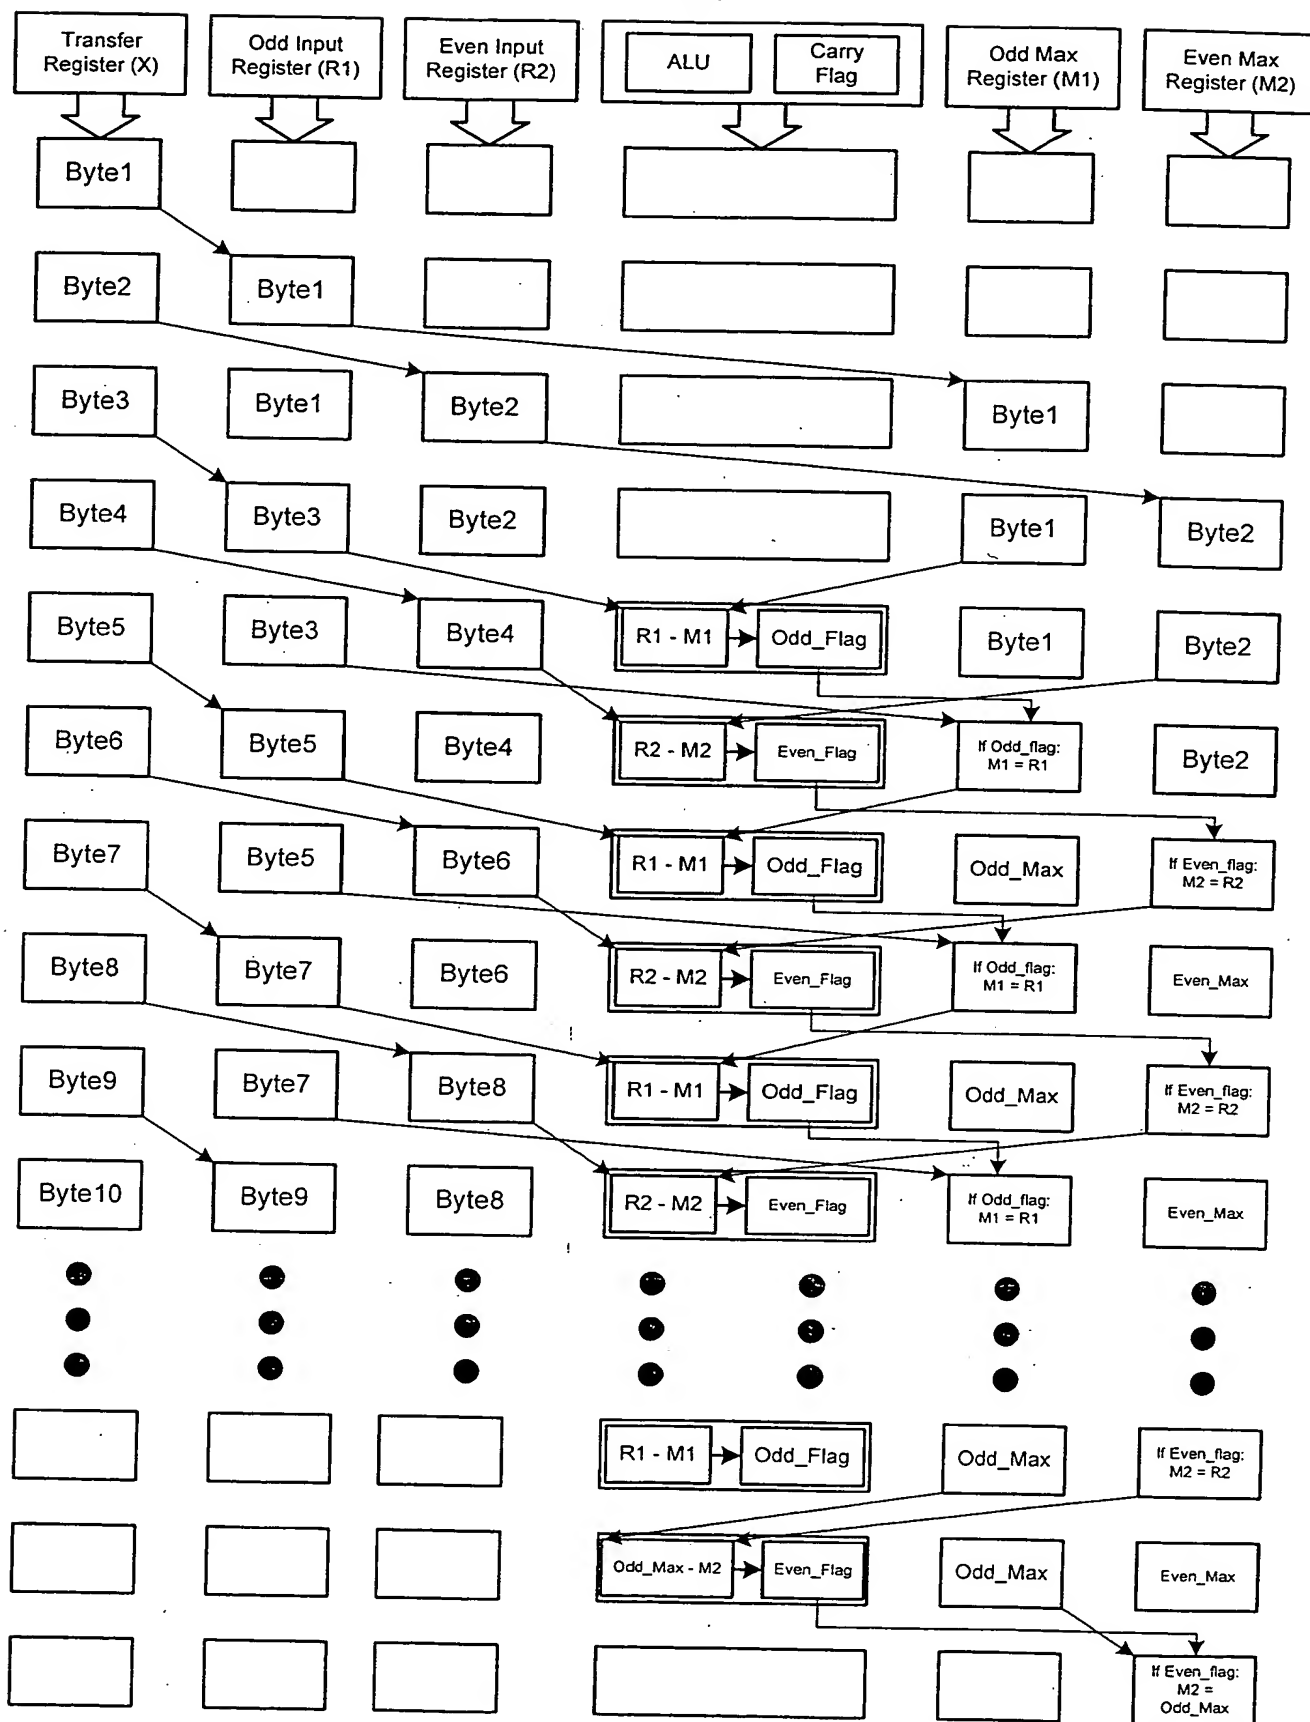 Transfer
Register (X)
Odd Input
Register (R1)
Even Input
Register (R2)
ALU
Carry
Flag
Odd Max
Register (M1)
Even Max
Register (M2)
Byte1
Byte2
Byte1
Byte3
Byte1
Byte2
Byte1
Byte4
Byte3
Byte2
Byte1
Byte2
Byte5
Byte3
Byte4
R1 - M1
Odd_Flag
Byte1
Byte2
Byte6
Byte5
Byte4
R2 - M2
Even_Flag
If Odd_flag:
M1 = R1
Byte2
Byte7
Byte5
Byte6
R1 - M1
Odd_Flag
Odd_Max
If Even_flag:
M2 = R2
Byte8
Byte7
Byte6
R2 - M2
Even_Flag
If Odd_flag:
M1 = R1
Even_Max
Byte9
Byte7
Byte8
R1 - M1
Odd_Flag
Odd_Max
If Even_flag:
M2 = R2
Byte10
Byte9
Byte8
R2 - M2
Even_Flag
If Odd_flag:
M1 = R1
Even_Max
R1 - M1
Odd_Flag
Odd_Max
If Even_flag:
M2 = R2
Odd_Max - M2
Even_Flag
Odd_Max
Even_Max
If Even_flag:
M2 =
Odd_Max